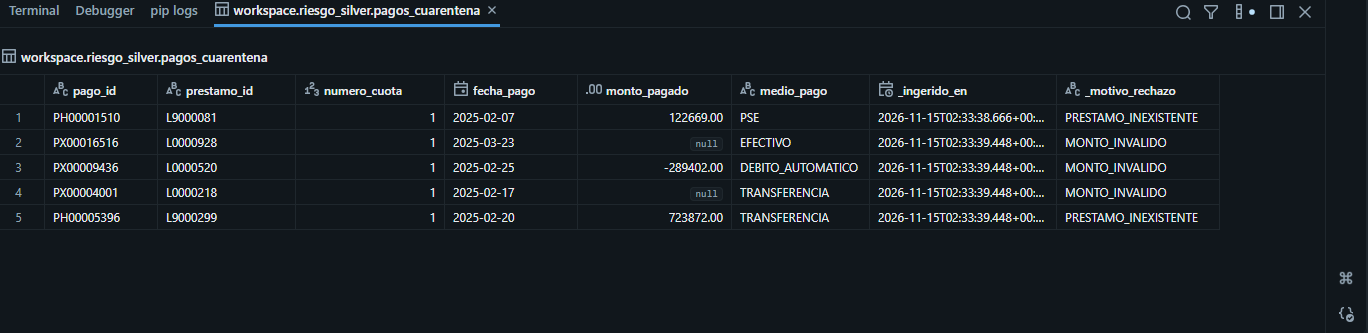 Terminal Debugger pip logs workspace.riesgo_silver.pagos_cuarentena
workspace.riesgo_silver.pagos_cuarentena
pago_id prestamo_id numero_cuota fecha_pago monto_pagado medio_pago _ingerido_en _motivo_rechazo
1 PH00001510 L9000081 1 2025-02-07 122669.00 PSE 2026-11-15T02:33:38.666+00:... PRESTAMO_INEXISTENTE
2 PX00016516 L0000928 1 2025-03-23 null EFECTIVO 2026-11-15T02:33:39.448+00:... MONTO_INVALIDO
3 PX00009436 L0000520 1 2025-02-25 -289402.00 DEBITO_AUTOMATICO 2026-11-15T02:33:39.448+00:... MONTO_INVALIDO
4 PX00004001 L0000218 1 2025-02-17 null TRANSFERENCIA 2026-11-15T02:33:39.448+00:... MONTO_INVALIDO
5 PH00005396 L9000299 1 2025-02-20 723872.00 TRANSFERENCIA 2026-11-15T02:33:39.448+00:... PRESTAMO_INEXISTENTE